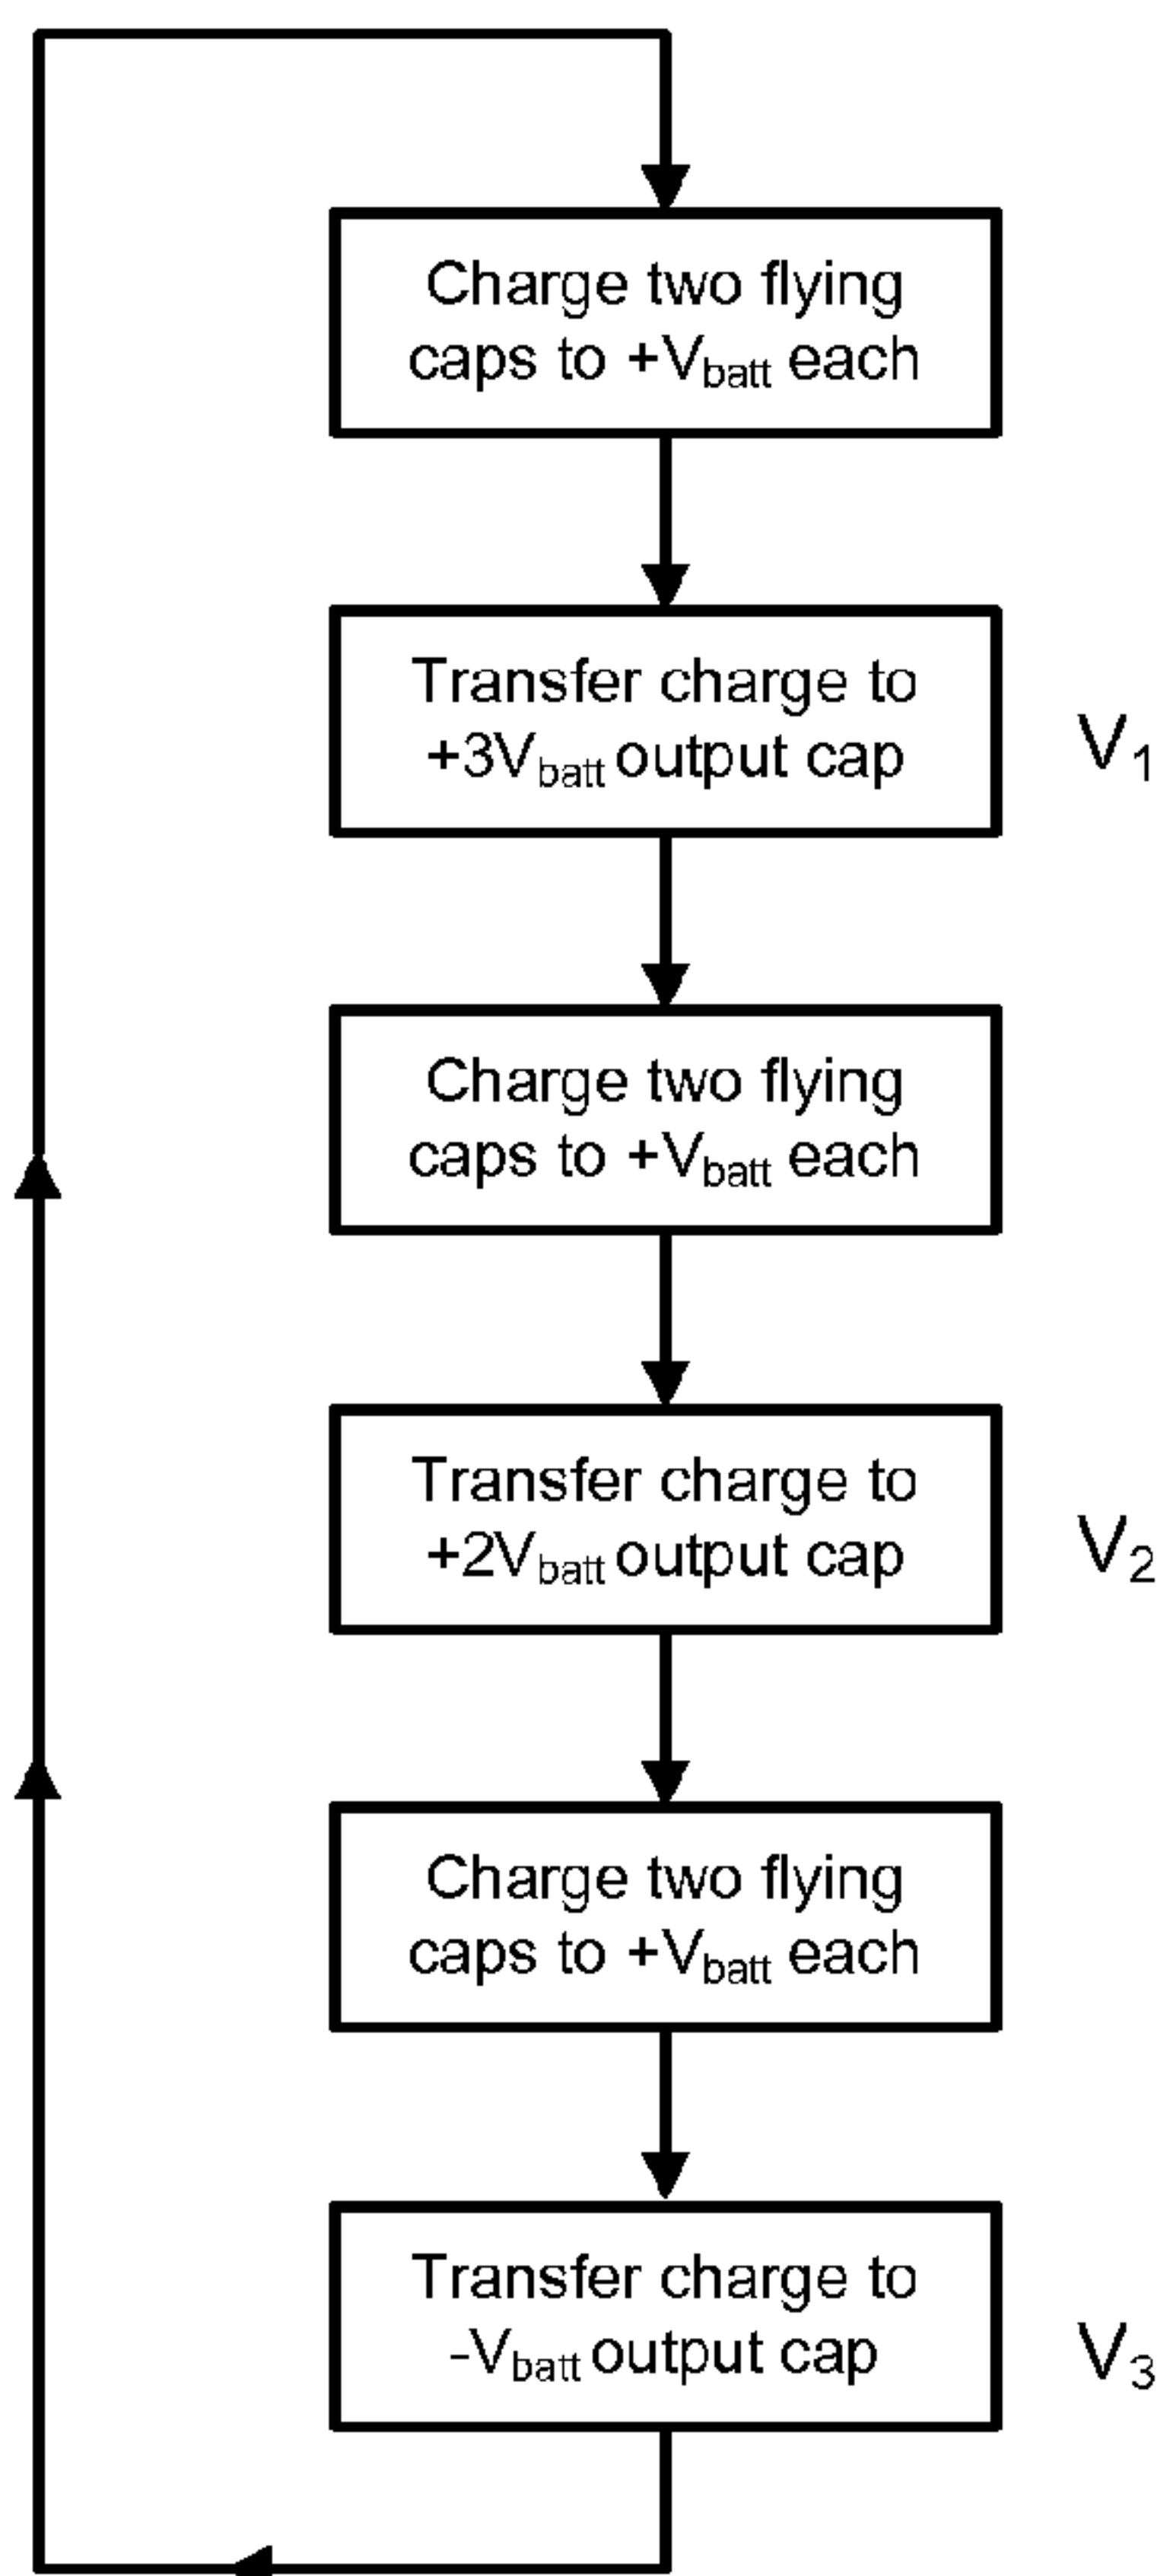 Charge two flying
caps to +Vbatt each
Transfer charge to
+3Vbatt output cap
V1
Charge two flying
caps to +Vbatt each
Transfer charge to
+2Vbatt output cap
V2
Charge two flying
caps to +Vbatt each
Transfer charge to
-Vbatt output cap
V3